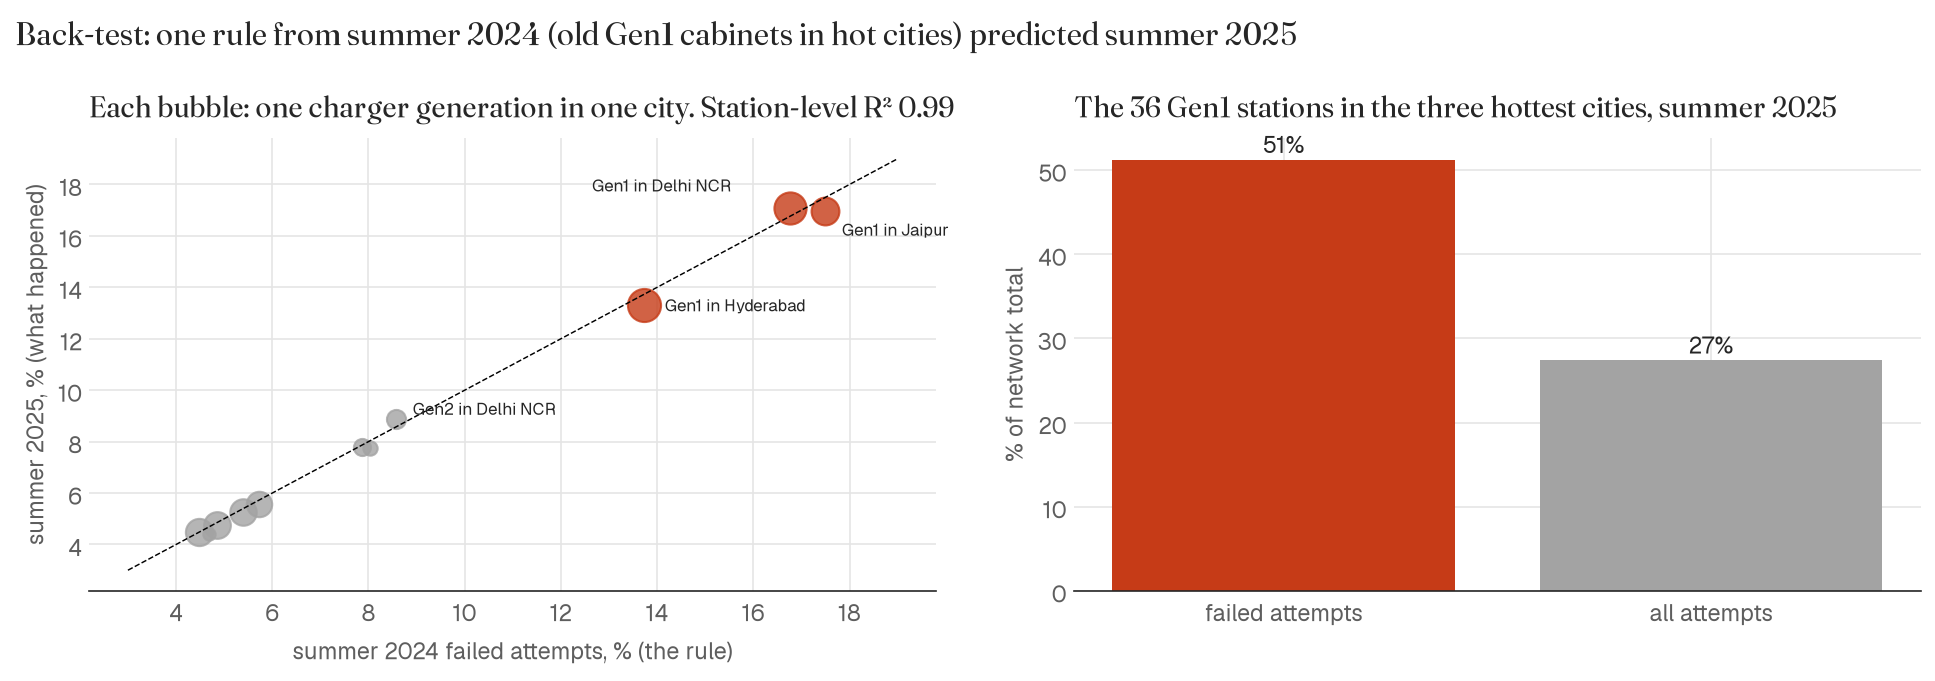 Back-test: one rule from summer 2024 (old Gen1 cabinets in hot cities) predicted summer 2025
Each bubble: one charger generation in one city. Station-level R² 0.99
summer 2025, % (what happened)
18
16
14
12
10
8
6
4
Gen1 in Delhi NCR
Gen1 in Jaipur
Gen1 in Hyderabad
Gen2 in Delhi NCR
4 6 8 10 12 14 16 18
summer 2024 failed attempts, % (the rule)
The 36 Gen1 stations in the three hottest cities, summer 2025
% of network total
50
40
30
20
10
0
51%
27%
failed attempts all attempts